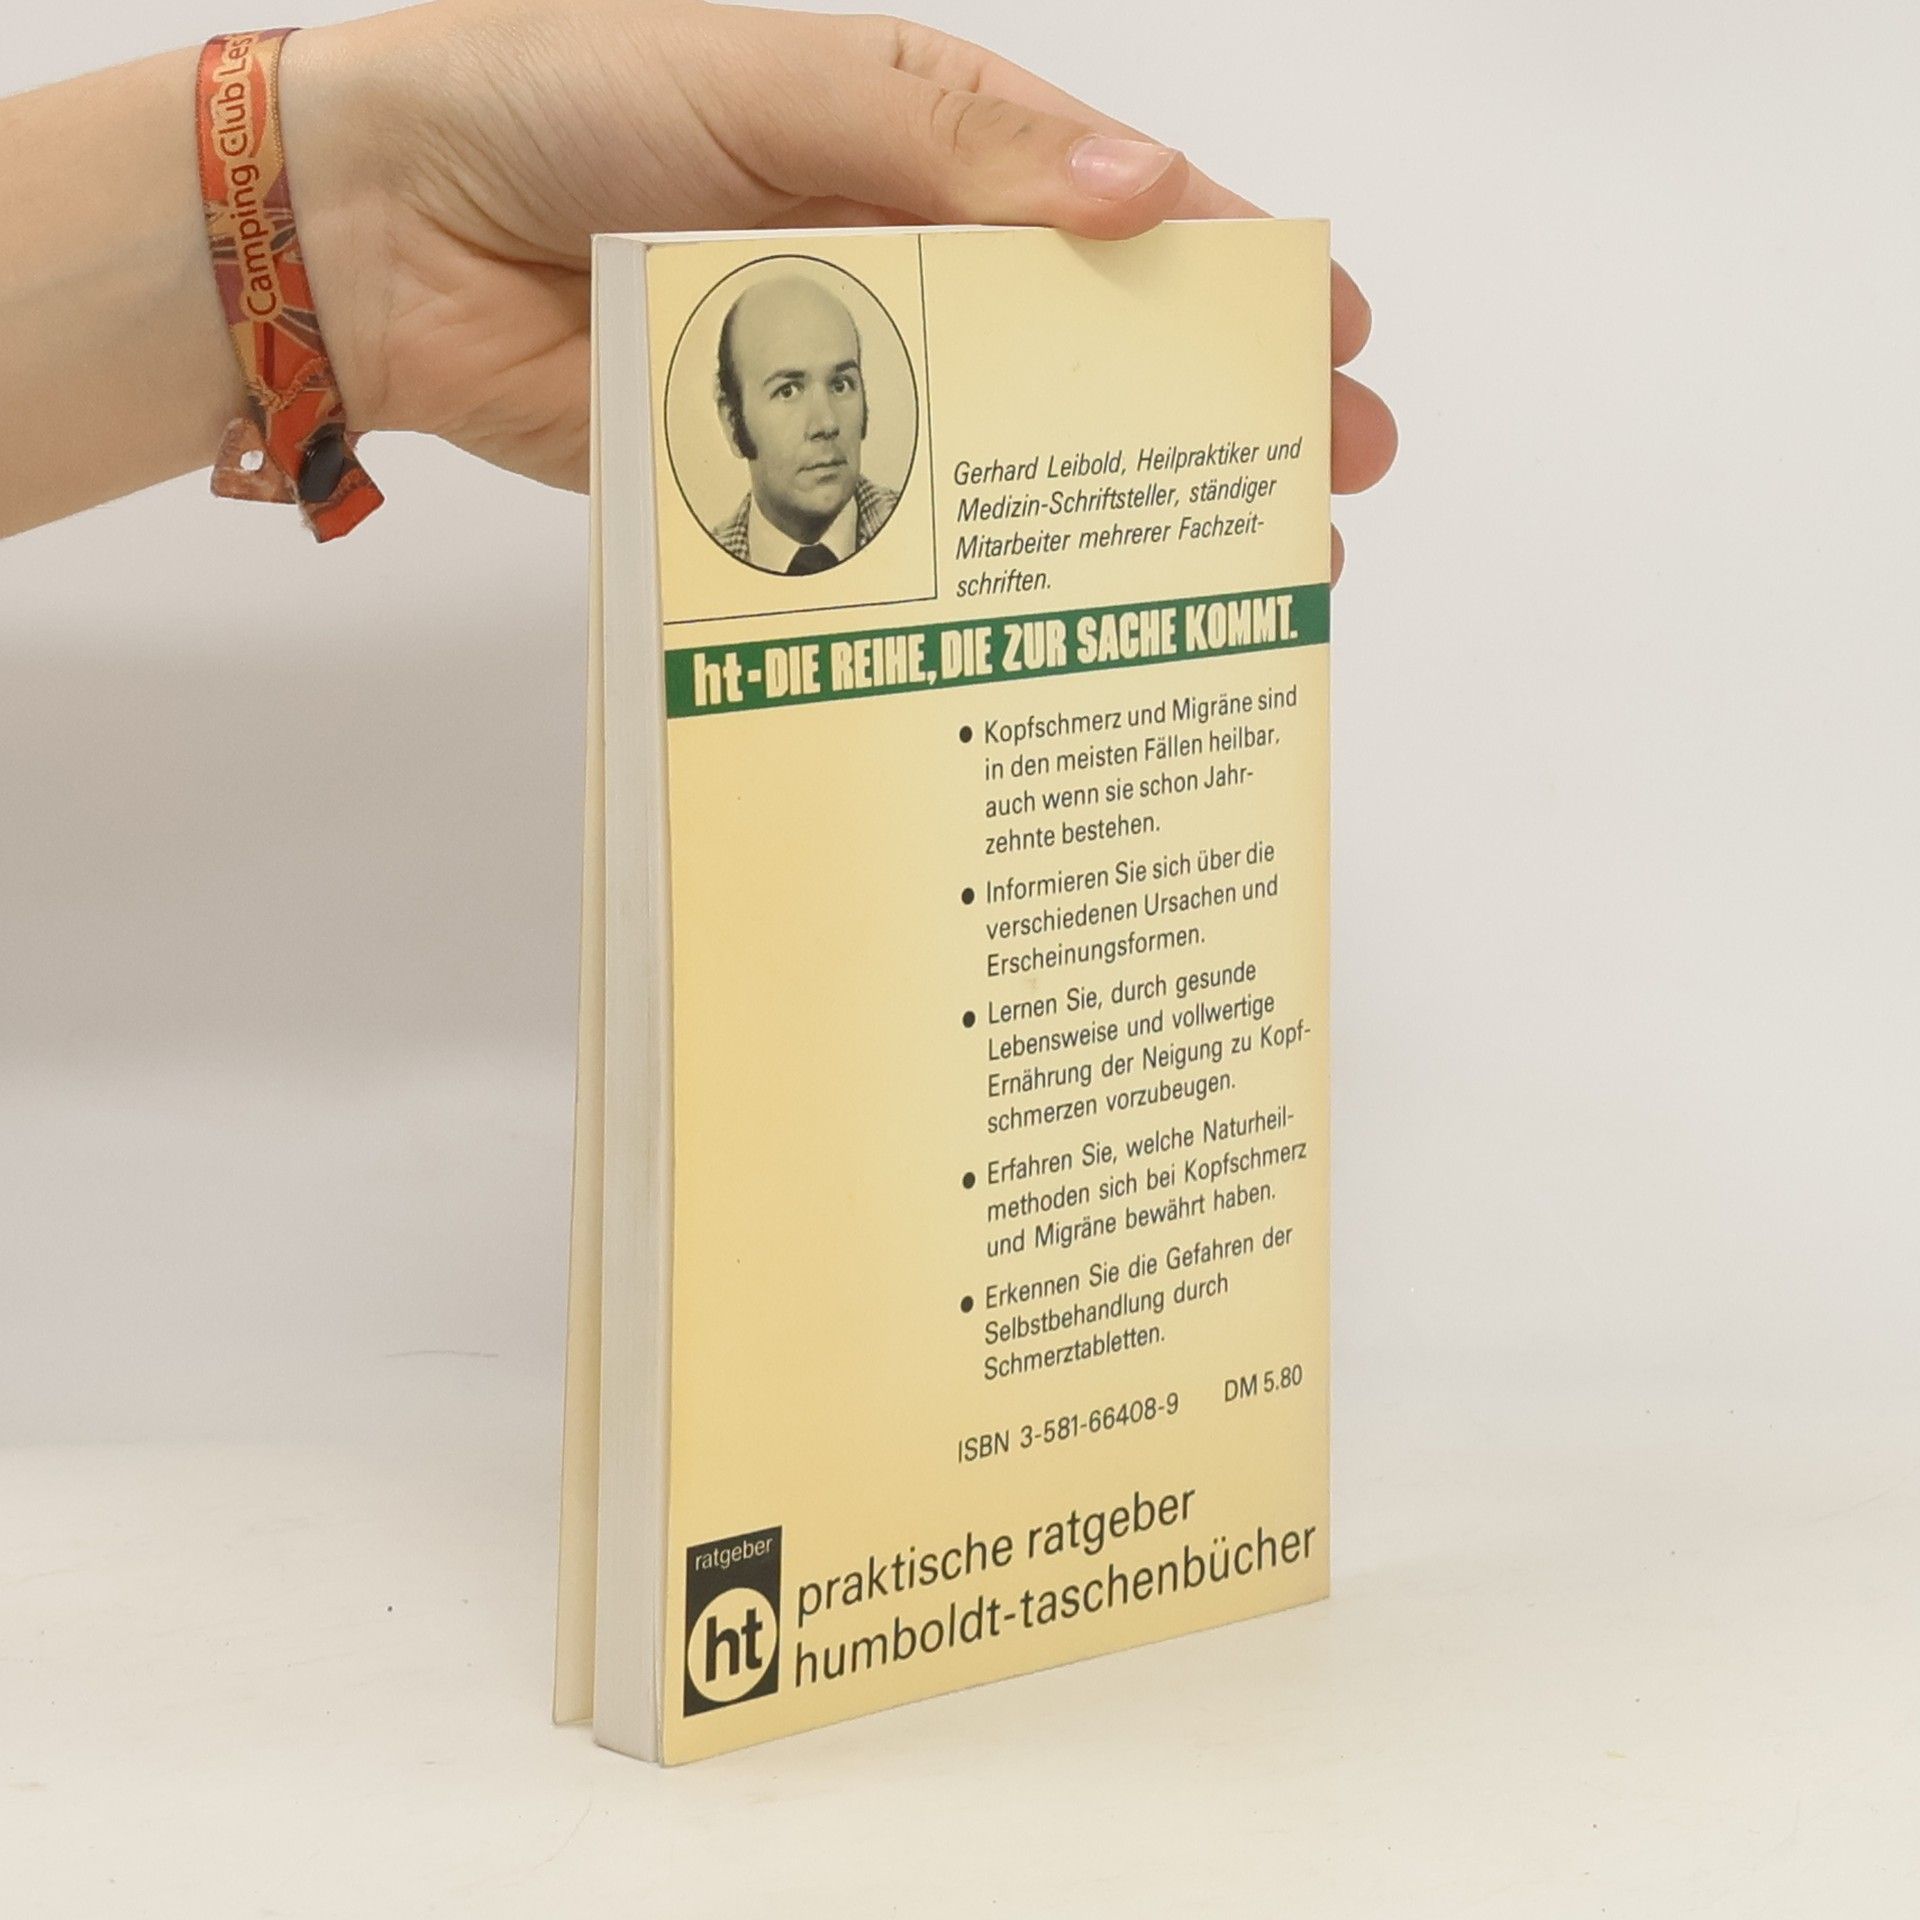 Camping Club Les
Gerhard Leibold, Heilpraktiker und
Medizin-Schriftsteller, ständiger
Mitarbeiter mehrerer Fachzeit-
schriften.
ht-DIE REIHE, DIE ZUR SACHE KOMMT.
● Kopfschmerz und Migräne sind
in den meisten Fällen heilbar,
auch wenn sie schon Jahr-
zehnte bestehen.
● Informieren Sie sich über die
verschiedenen Ursachen und
Erscheinungsformen.
● Lernen Sie, durch gesunde
Lebensweise und vollwertige
Ernährung der Neigung zu Kopf-
schmerzen vorzubeugen.
● Erfahren Sie, welche Naturheil-
methoden sich bei Kopfschmerz
und Migräne bewährt haben.
● Erkennen Sie die Gefahren der
Selbstbehandlung durch
Schmerztabletten.
ISBN 3-581-66408-9 DM 5.80
ratgeber
ht
praktische ratgeber
humboldt-taschenbücher